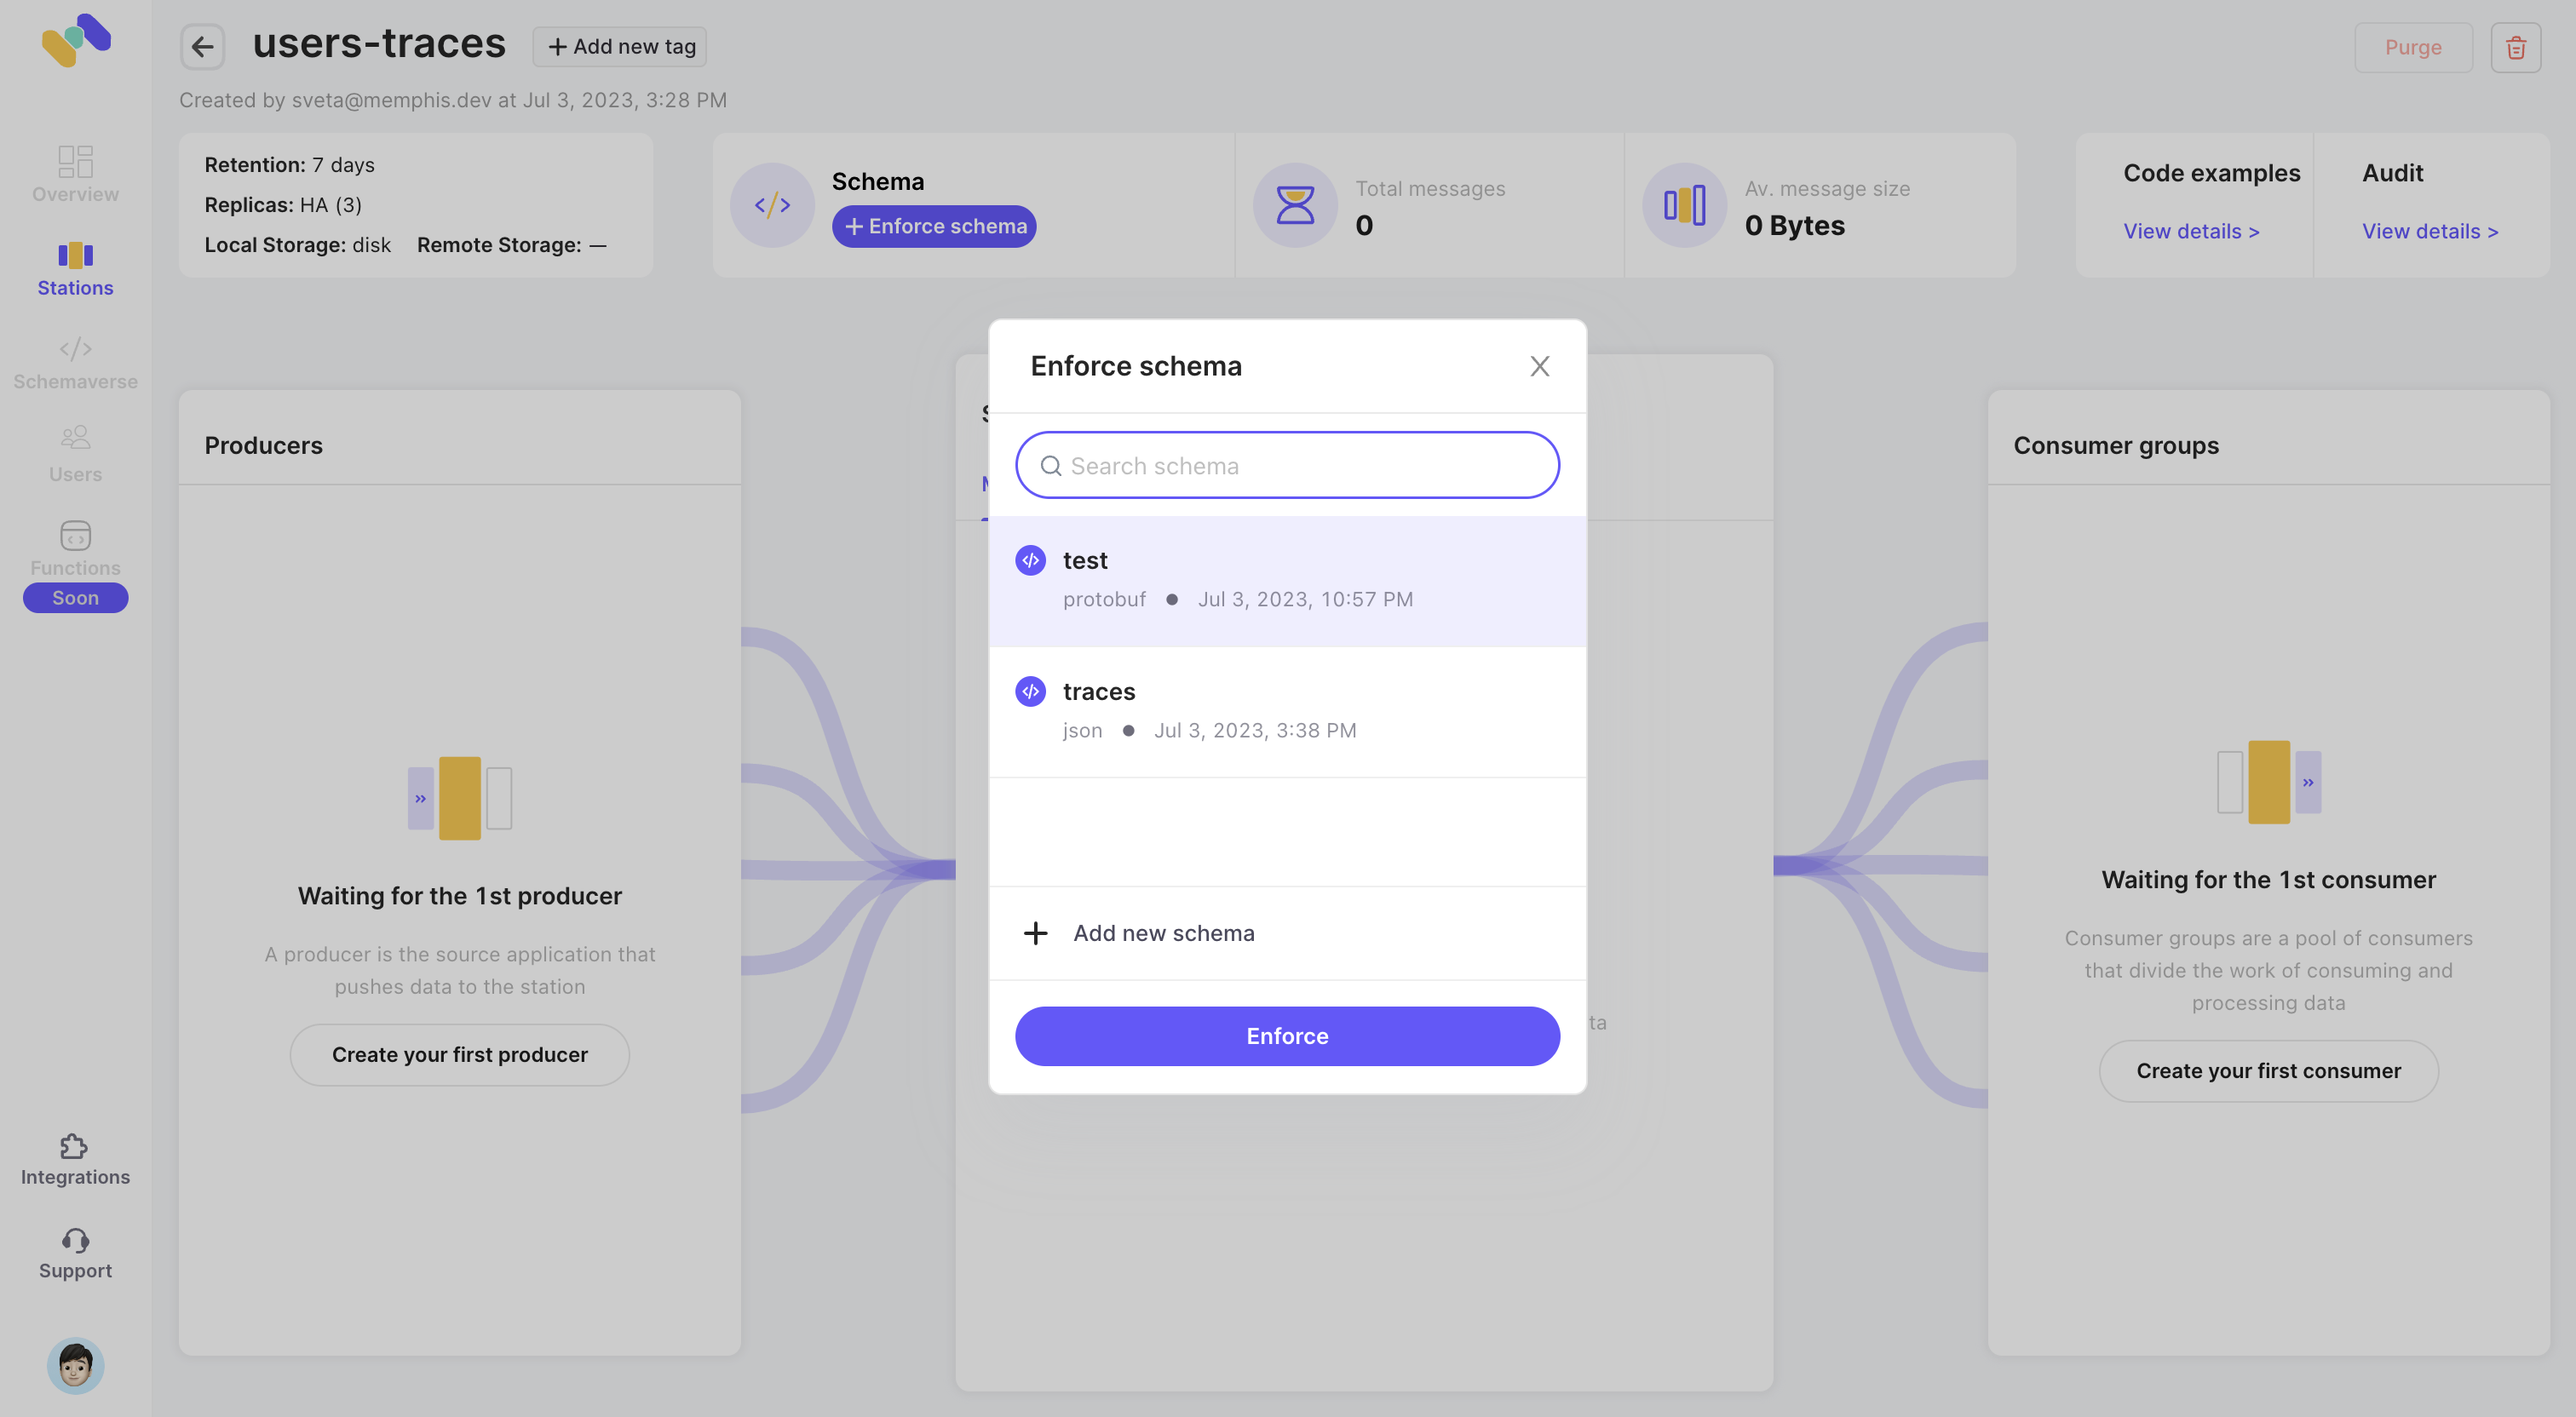 users-traces
+ Add new tag
Purge
Created by sveta@memphis.dev at Jul 3, 2023, 3:28 PM
Overview
Stations
Schemaverse
Users
Functions
Soon
Integrations
Support
Retention: 7 days
Replicas: HA (3)
Local Storage: disk Remote Storage: —
Schema
+ Enforce schema
Total messages
0
Av. message size
0 Bytes
Code examples
View details >
Audit
View details >
Producers
Waiting for the 1st producer
A producer is the source application that
pushes data to the station
Create your first producer
Enforce schema
Search schema
test
protobuf ● Jul 3, 2023, 10:57 PM
traces
json ● Jul 3, 2023, 3:38 PM
+ Add new schema
Enforce
ta
Consumer groups
Waiting for the 1st consumer
Consumer groups are a pool of consumers
that divide the work of consuming and
processing data
Create your first consumer